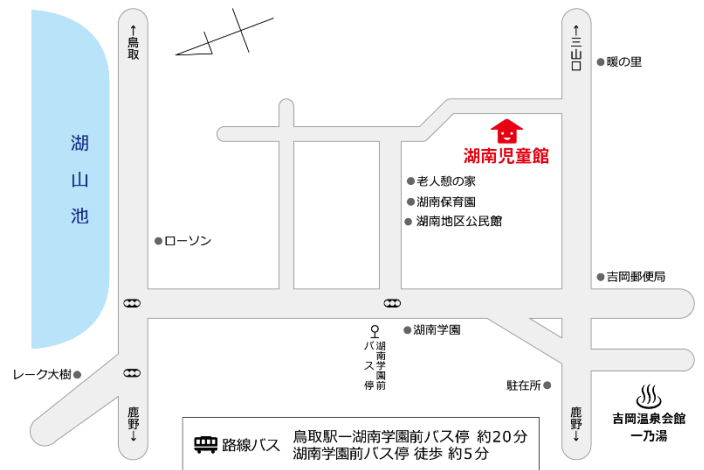 ↑鳥取
↑三山口
暖の里
湖山池
湖南児童館
老人憩の家
湖南保育園
湖南地区公民館
ローソン
吉岡郵便局
湖南学園
湖南学園前
バス停
レーク大樹
駐在所
鹿野↓
鹿野↓
吉岡温泉会館
一乃湯
路線バス
鳥取駅ー湖南学園前バス停 約20分
湖南学園前バス停 徒歩 約5分